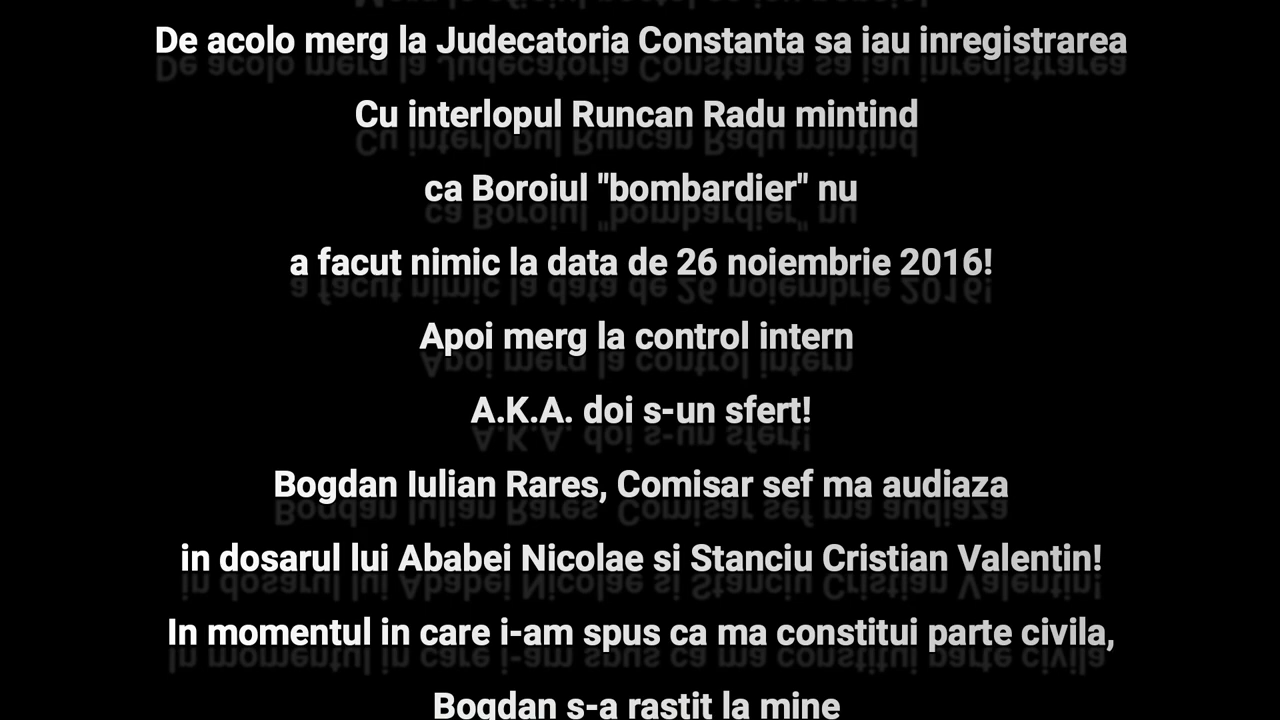 De acolo merg la Judecatoria Constanta sa iau inregistrarea
Cu interlopul Runcan Radu mintind
ca Boroiul "bombardier" nu
a facut nimic la data de 26 noiembrie 2016!
Apoi merg la control intern
A.K.A. doi s-un sfert!
Bogdan Iulian Rares, Comisar sef ma audiaza
in dosarul lui Ababei Nicolae si Stanciu Cristian Valentin!
In momentul in care i-am spus ca ma constitui parte civila,
Bogdan s-a rastit la mine